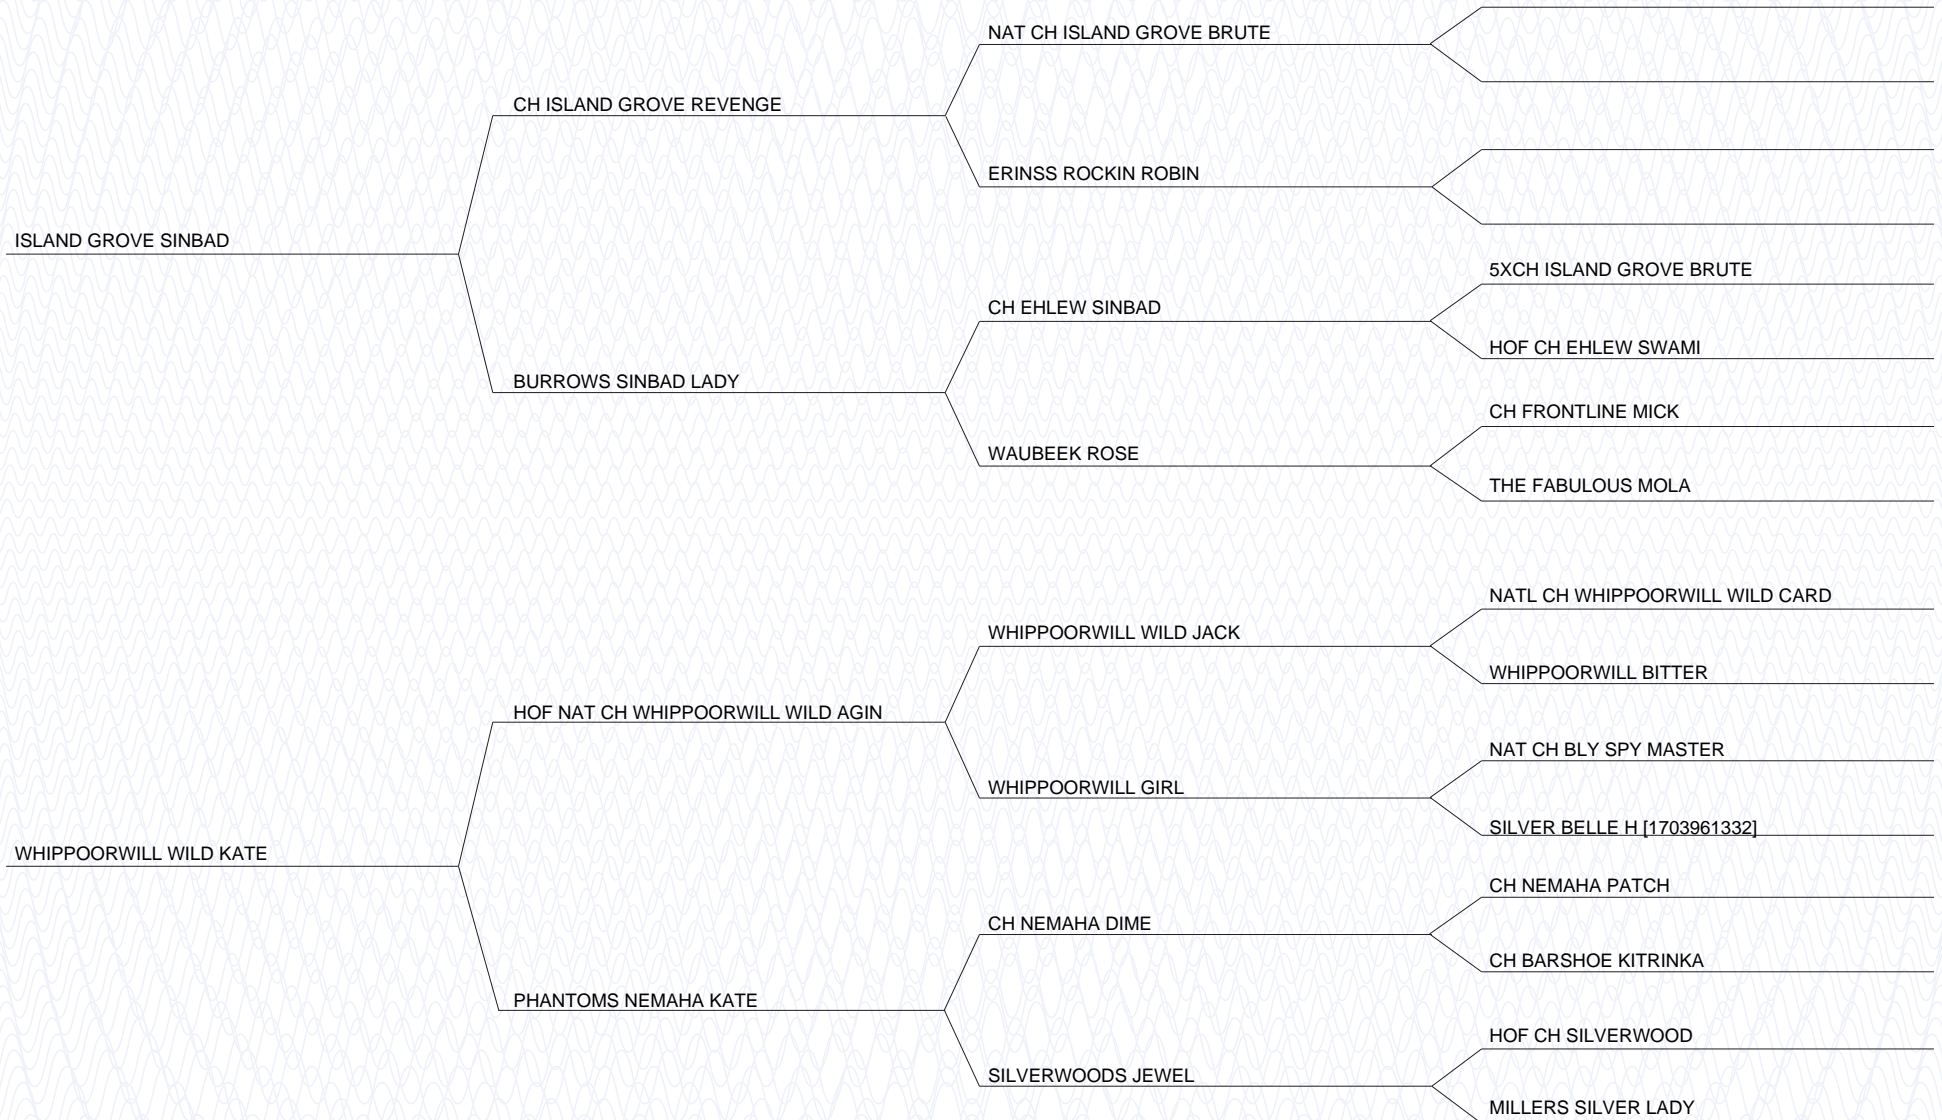 NAT CH ISLAND GROVE BRUTE
CH ISLAND GROVE REVENGE
ERINSS ROCKIN ROBIN
ISLAND GROVE SINBAD
5XCH ISLAND GROVE BRUTE
CH EHLEW SINBAD
HOF CH EHLEW SWAMI
BURROWS SINBAD LADY
CH FRONTLINE MICK
WAUBEEK ROSE
THE FABULOUS MOLA
NATL CH WHIPPOORWILL WILD CARD
WHIPPOORWILL WILD JACK
WHIPPOORWILL BITTER
HOF NAT CH WHIPPOORWILL WILD AGIN
NAT CH BLY SPY MASTER
WHIPPOORWILL GIRL
SILVER BELLE H [1703961332]
WHIPPOORWILL WILD KATE
CH NEMAHA PATCH
CH NEMAHA DIME
CH BARSHOE KITRINKA
PHANTOMS NEMAHA KATE
HOF CH SILVERWOOD
SILVERWOODS JEWEL
MILLERS SILVER LADY